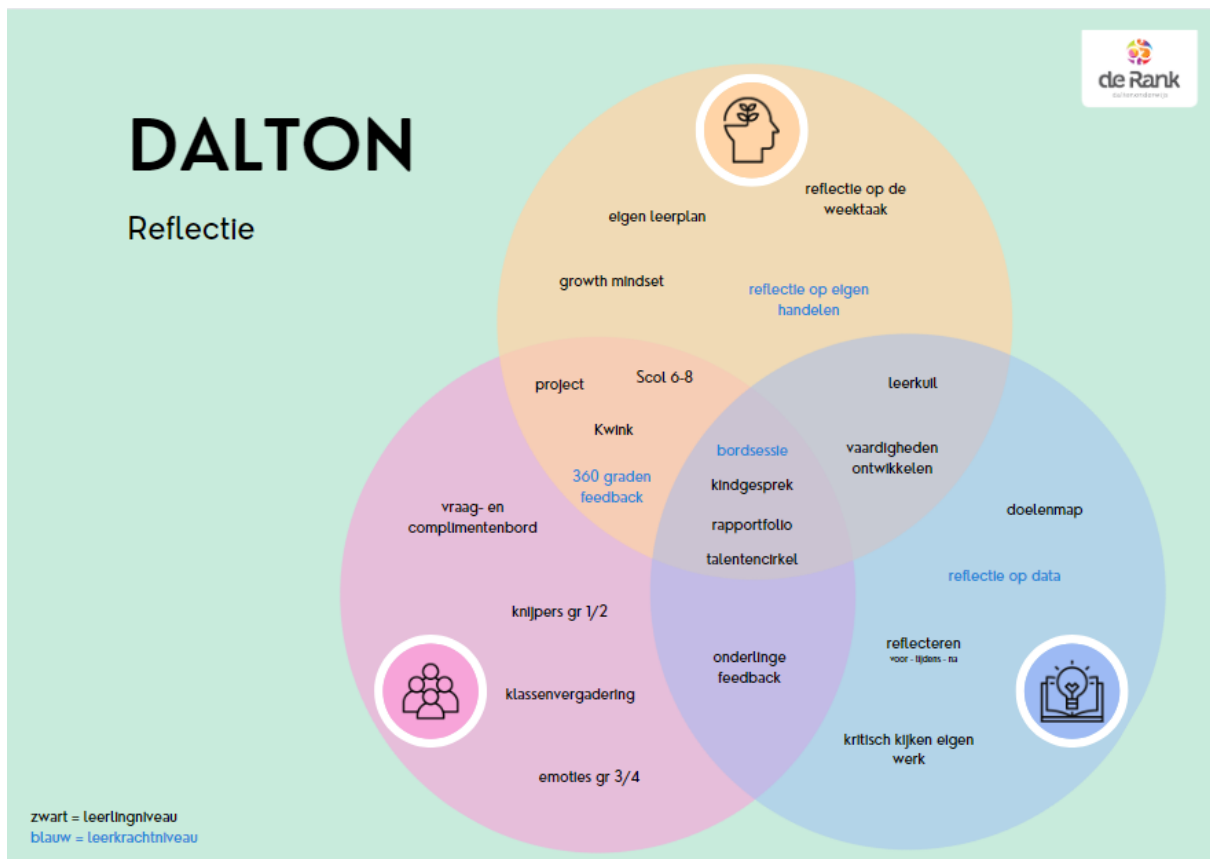 DALTON
Reflectie
de Rank
daltononderwijs
reflectie op de
weektaak
eigen leerplan
growth mindset
reflectie op eigen
handelen
project
Scol 6-8
Kwink
360 graden
feedback
leerkuil
vaardigheden
ontwikkelen
bordsessie
kindgesprek
rapportfolio
talentencirkel
vraag- en
complimentenbord
knijpers gr 1/2
klassenvergadering
emoties gr 3/4
onderlinge
feedback
doelenmap
reflectie op data
reflecteren
voor - tijdens - na
kritisch kijken eigen
werk
zwart = leerlingniveau
blauw = leerkrachtniveau